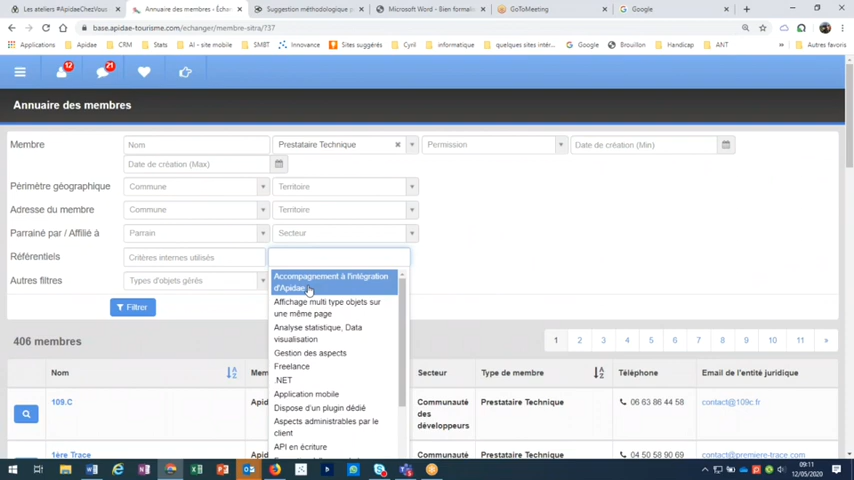 Les ateliers #ApidaeChezVous
Annuaire des membres - Échan
Suggestion méthodologique p
Microsoft Word - Bien formali
GoToMeeting
Google
base.apidae-tourisme.com/echanger/membre-sitra/?37
Applications
Apidae
CRM
Stats
AI - site mobile
SMBT
Innovación
Sites suggérés
Cyril
informatique
quelques sites intér
Google
Brouillon
Handicap
ANT
Autres favoris
12
21
Annuaire des membres
Membre
Nom
Prestataire Technique
Permission
Date de création (Min)
Date de création (Max)
Périmètre géographique
Commune
Territoire
Adresse du membre
Commune
Territoire
Parrainé par / Affilié à
Parrain
Secteur
Référentiels
Critères internes utilisés
Autres filtres
Types d'objets gérés
Accompagnement à l'intégration
d'Apidae
Affichage multi type objets sur
une même page
Analyse statistique, Data
visualisation
Gestion des aspects
Freelance
.NET
Application mobile
Dispose d'un plugin dédié
Aspects administrables par le
client
API en écriture
Filtrer
406 membres
1 2 3 4 5 6 7 8 9 10 11 »
Nom
Secteur
Type de membre
Téléphone
Email de l'entité juridique
109.C
Apid
Communauté
des
développeurs
Prestataire Technique
06 63 86 44 58
contact@109c.fr
1ère Trace
Apid
Communauté
Prestataire Technique
04 50 58 90 69
contact@premiere-trace.com
09:11
12/05/2020